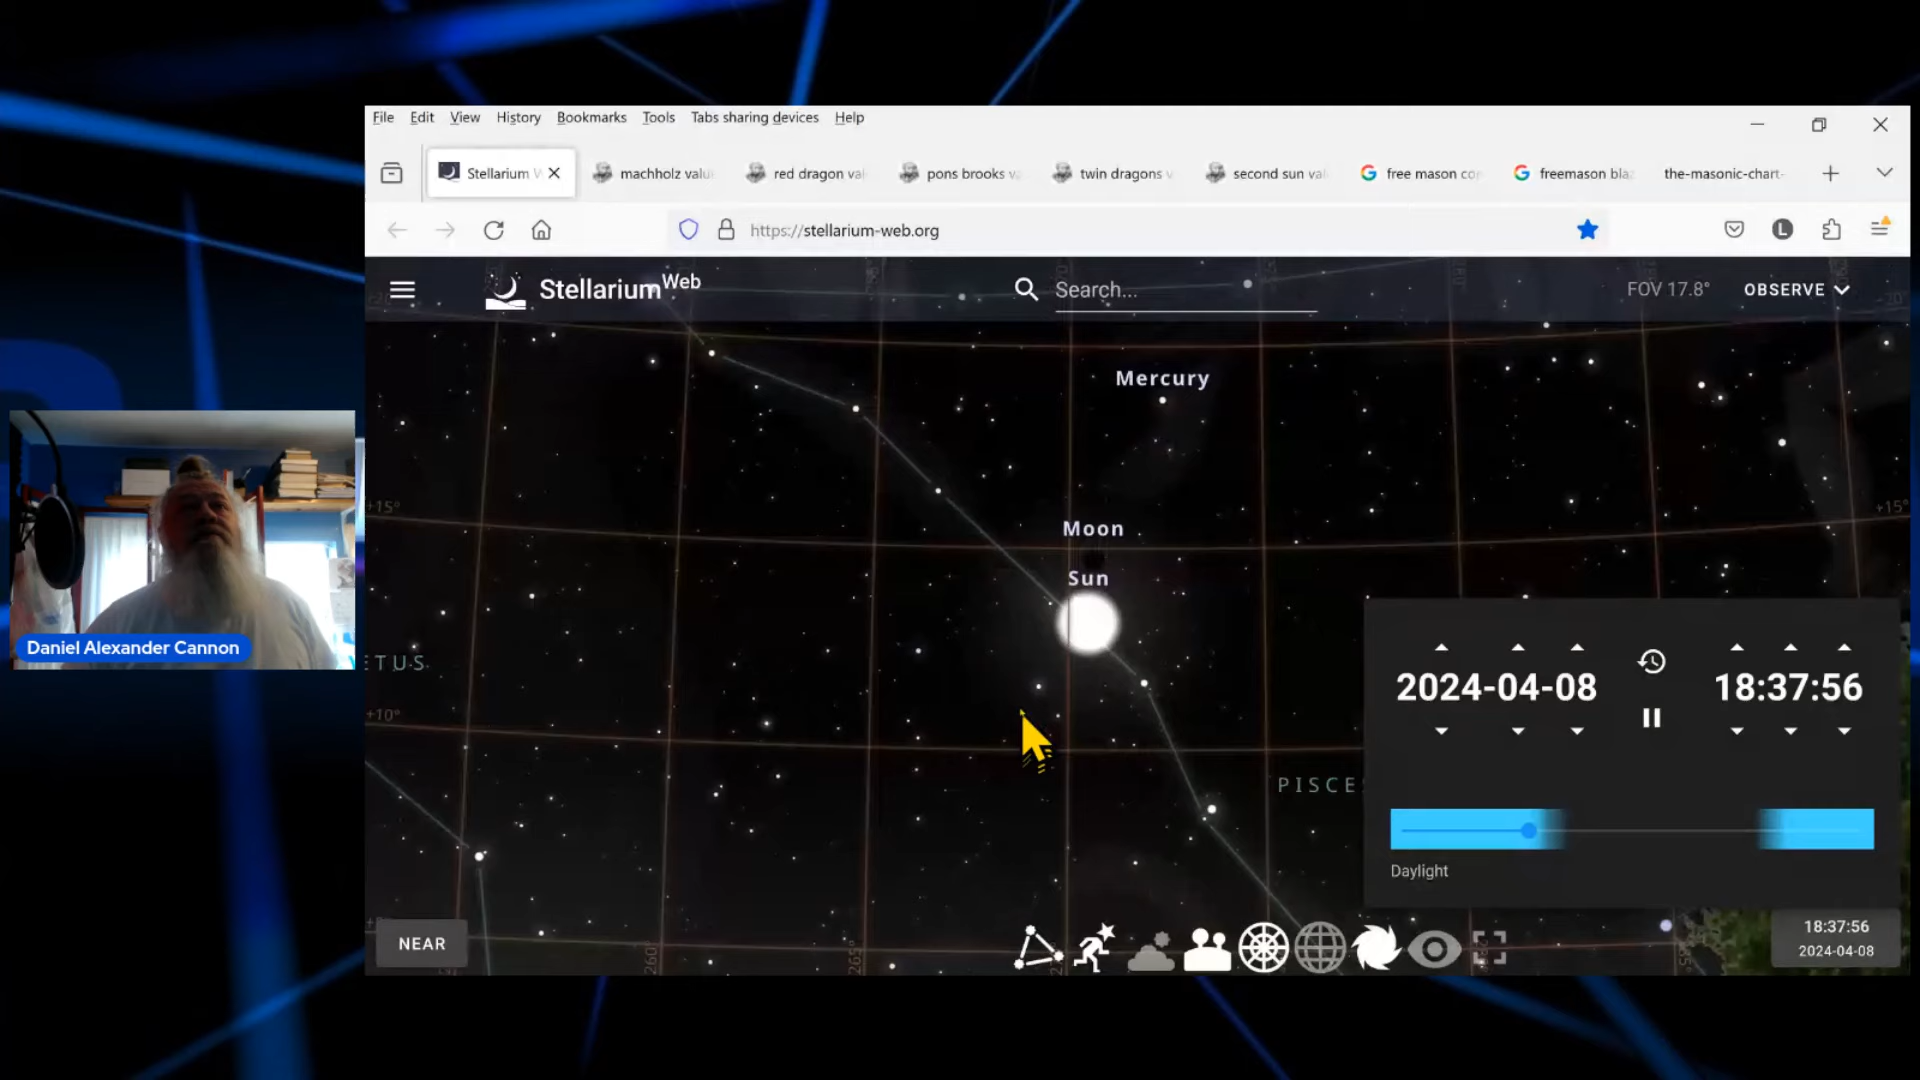 File Edit View History Bookmarks Tools Tabs sharing devices Help
Stellarium machholz red dragon va pons brooks twin dragons second sun va free mason co freemason bla the-masonic-chart-
https://stellarium-web.org
Stellarium Web Search... FOV 17.8° OBSERVE
Mercury
Moon
+15° +15°
Sun
Daniel Alexander Cannon
ETUS
2024-04-08 18:37:56
+10°
PISCES
Daylight
NEAR
260° 265°
18:37:56
2024-04-08